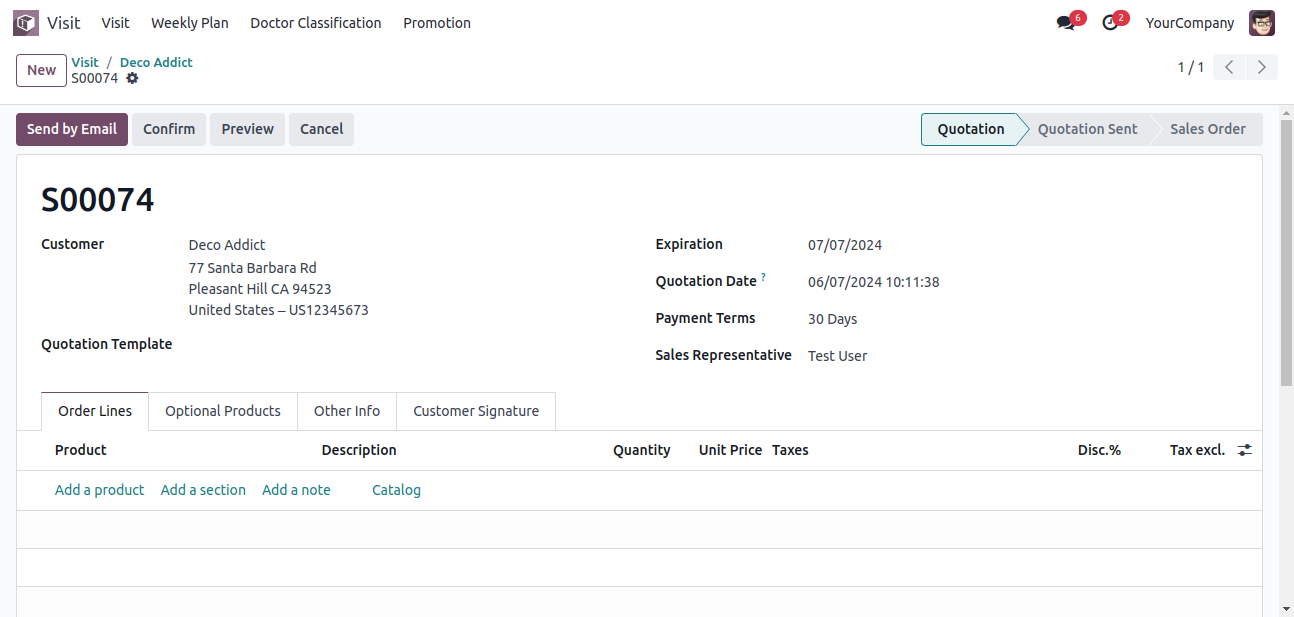 Visit Visit Weekly Plan Doctor Classification Promotion 6 2 YourCompany
New Visit / Deco Addict
S00074 1 / 1
Send by Email Confirm Preview Cancel Quotation Quotation Sent Sales Order
S00074
Customer Deco Addict
77 Santa Barbara Rd
Pleasant Hill CA 94523
United States – US12345673
Quotation Template
Expiration 07/07/2024
Quotation Date ? 06/07/2024 10:11:38
Payment Terms 30 Days
Sales Representative Test User
Order Lines Optional Products Other Info Customer Signature
Product Description Quantity Unit Price Taxes Disc.% Tax excl.
Add a product Add a section Add a note Catalog